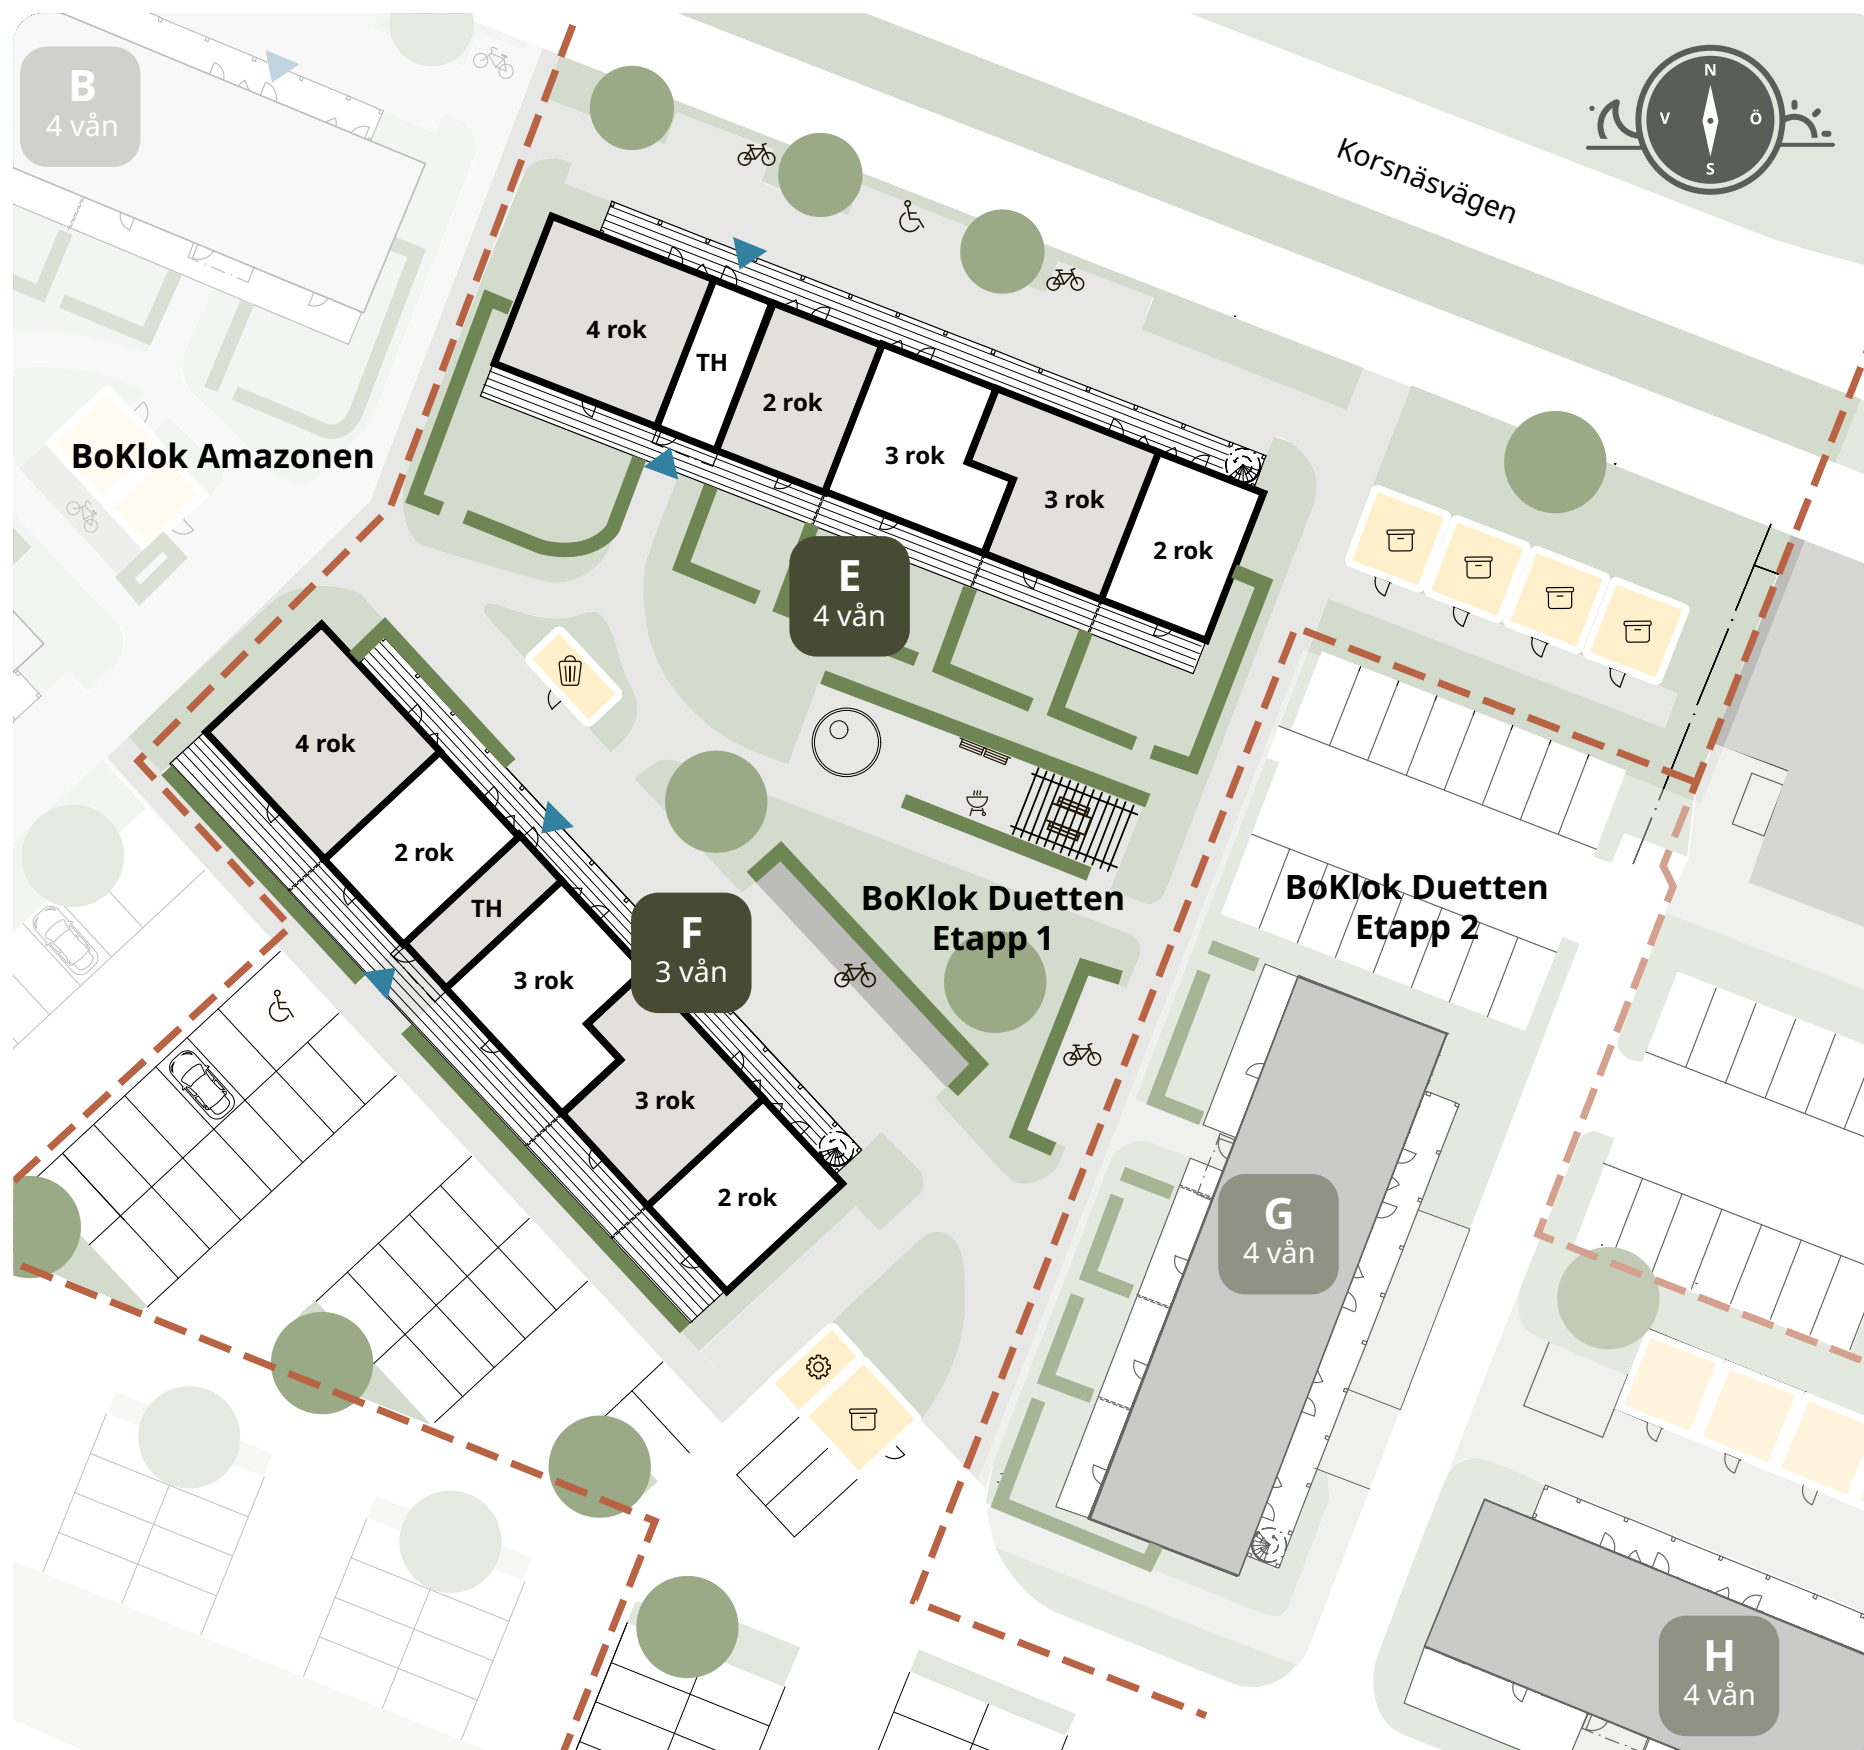 B
4 vån
N
V
Ö
S
Korsnäsvägen
4 rok
TH
2 rok
3 rok
3 rok
2 rok
BoKlok Amazonen
E
4 vån
4 rok
2 rok
TH
3 rok
F
3 vån
3 rok
2 rok
BoKlok Duetten
Etapp 1
BoKlok Duetten
Etapp 2
G
4 vån
H
4 vån